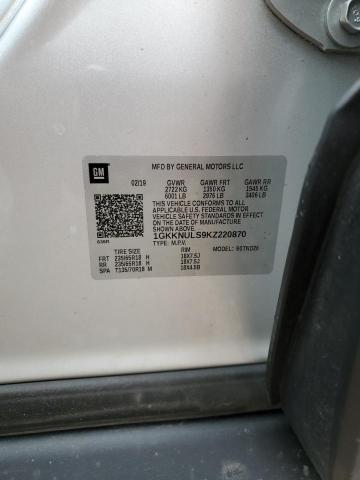 GM
MFD BY GENERAL MOTORS LLC
02/19 GVWR GAWR FRT GAWR RR
2722 KG 1350 KG 1545 KG
6001 LB 2976 LB 3406 LB
THIS VEHICLE CONFORMS TO ALL
APPLICABLE U.S. FEDERAL MOTOR
VEHICLE SAFETY STANDARDS IN EFFECT
ON THE DATE OF MANUFACTURE SHOWN ABOVE.
1GKKNULS9KZ220870
TYPE: M.P.V.
TIRE SIZE RIM
FRT 235/65R18 H 18X7.5J
RR 235/65R18 H 18X7.5J
SPA T135/70R18 M 18X4.5B